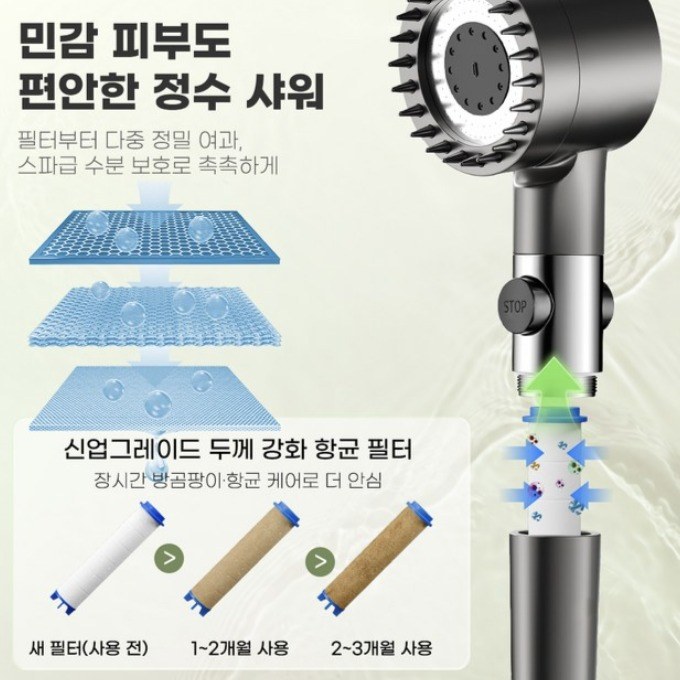 민감 피부도
편안한 정수 샤워
필터부터 다중 정밀 여과,
스파급 수분 보호로 촉촉하게
STOP
신업그레이드 두께 강화 항균 필터
장시간 방곰팡이·항균 케어로 더 안심
>
>
새 필터(사용 전)
1~2개월 사용
2~3개월 사용